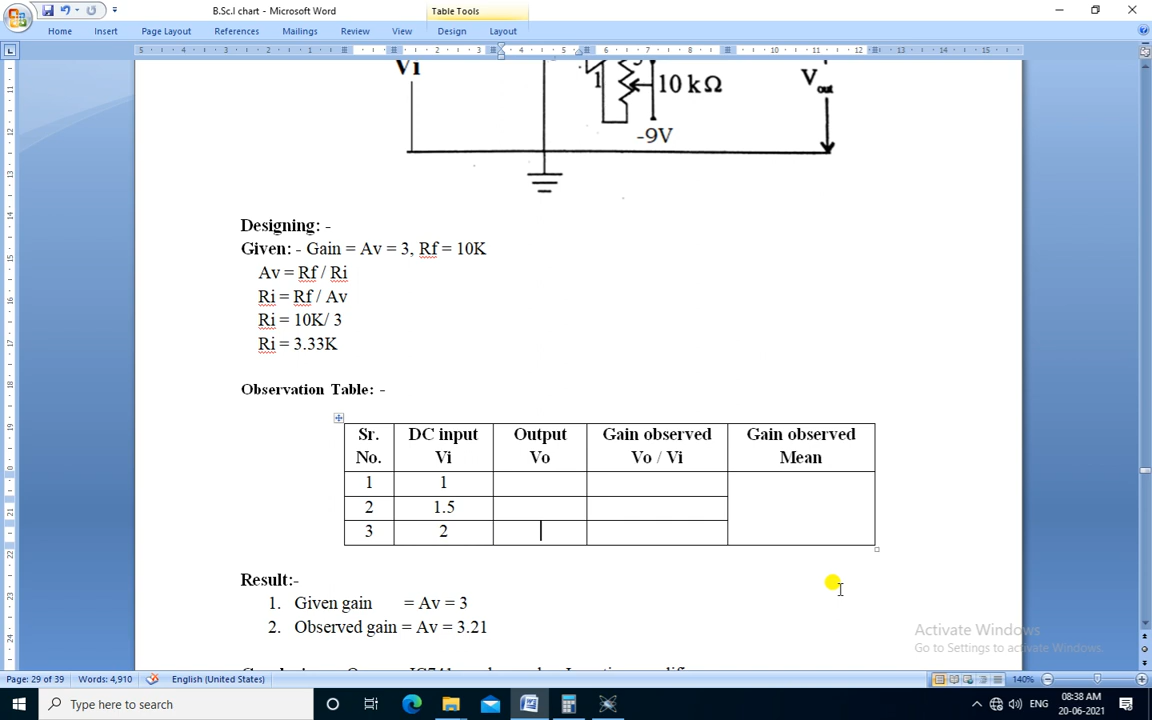 B.Sc.I chart - Microsoft Word
Table Tools
Home Insert Page Layout References Mailings Review View Design Layout
Vi
1
10 kΩ
-9V
Vout
Designing: -
Given: - Gain = Av = 3, Rf = 10K
Av = Rf / Ri
Ri = Rf / Av
Ri = 10K/ 3
Ri = 3.33K
Observation Table: -
Sr. No. DC input Vi Output Vo Gain observed Vo / Vi Gain observed Mean
1 1
2 1.5
3 2
Result:-
1. Given gain = Av = 3
2. Observed gain = Av = 3.21
Activate Windows
Go to Settings to activate Windows.
Page: 29 of 39 Words: 4,910 English (United States) 140%
Type here to search
ENG
08:38 AM
20-06-2021